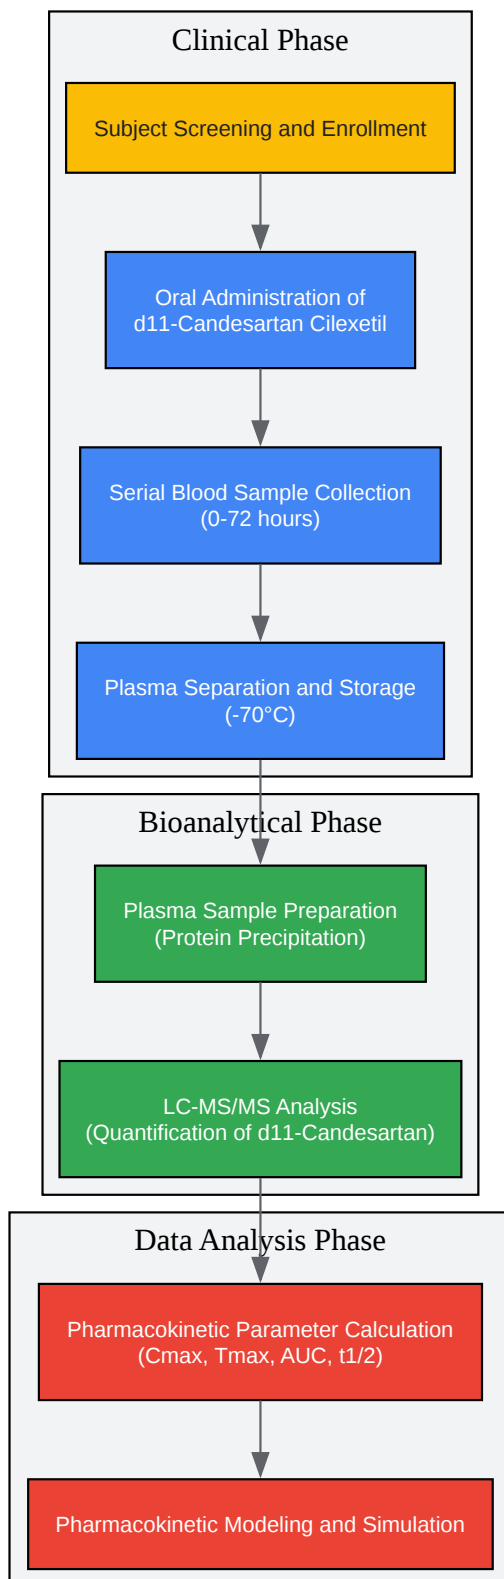 Clinical Phase
Subject Screening and Enrollment
Oral Administration of
d11-Candesartan Cilexetil
Serial Blood Sample Collection
(0-72 hours)
Plasma Separation and Storage
(-70°C)
Bioanalytical Phase
Plasma Sample Preparation
(Protein Precipitation)
LC-MS/MS Analysis
(Quantification of d11-Candesartan)
Data Analysis Phase
Pharmacokinetic Parameter Calculation
(Cmax, Tmax, AUC, t1/2)
Pharmacokinetic Modeling and Simulation